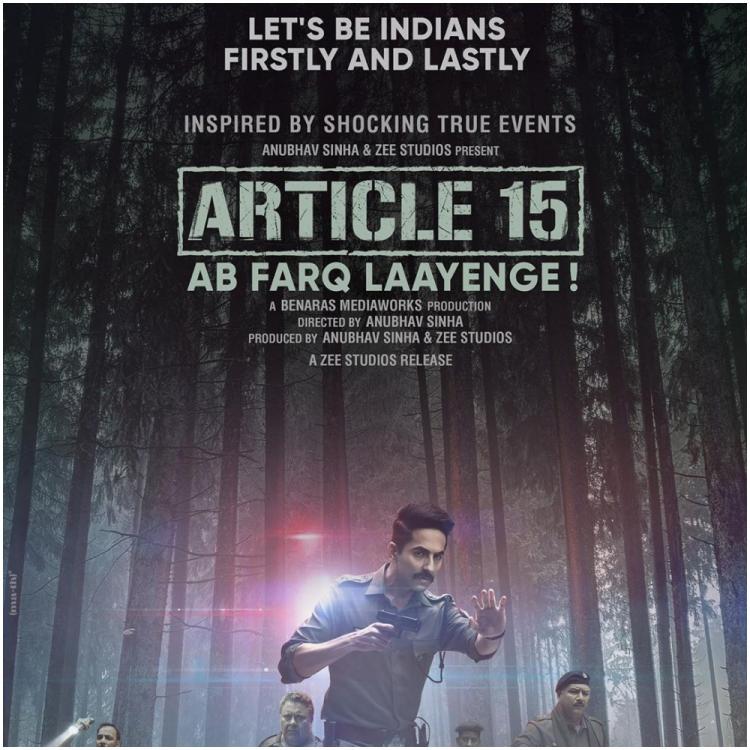 LET'S BE INDIANS
FIRSTLY AND LASTLY
INSPIRED BY SHOCKING TRUE EVENTS
ANUBHAV SINHA & ZEE STUDIOS PRESENT
ARTICLE 15
AB FARQ LAAYENGE !
A BENARAS MEDIAWORKS PRODUCTION
DIRECTED BY ANUBHAV SINHA
PRODUCED BY ANUBHAV SINHA & ZEE STUDIOS
A ZEE STUDIOS RELEASE